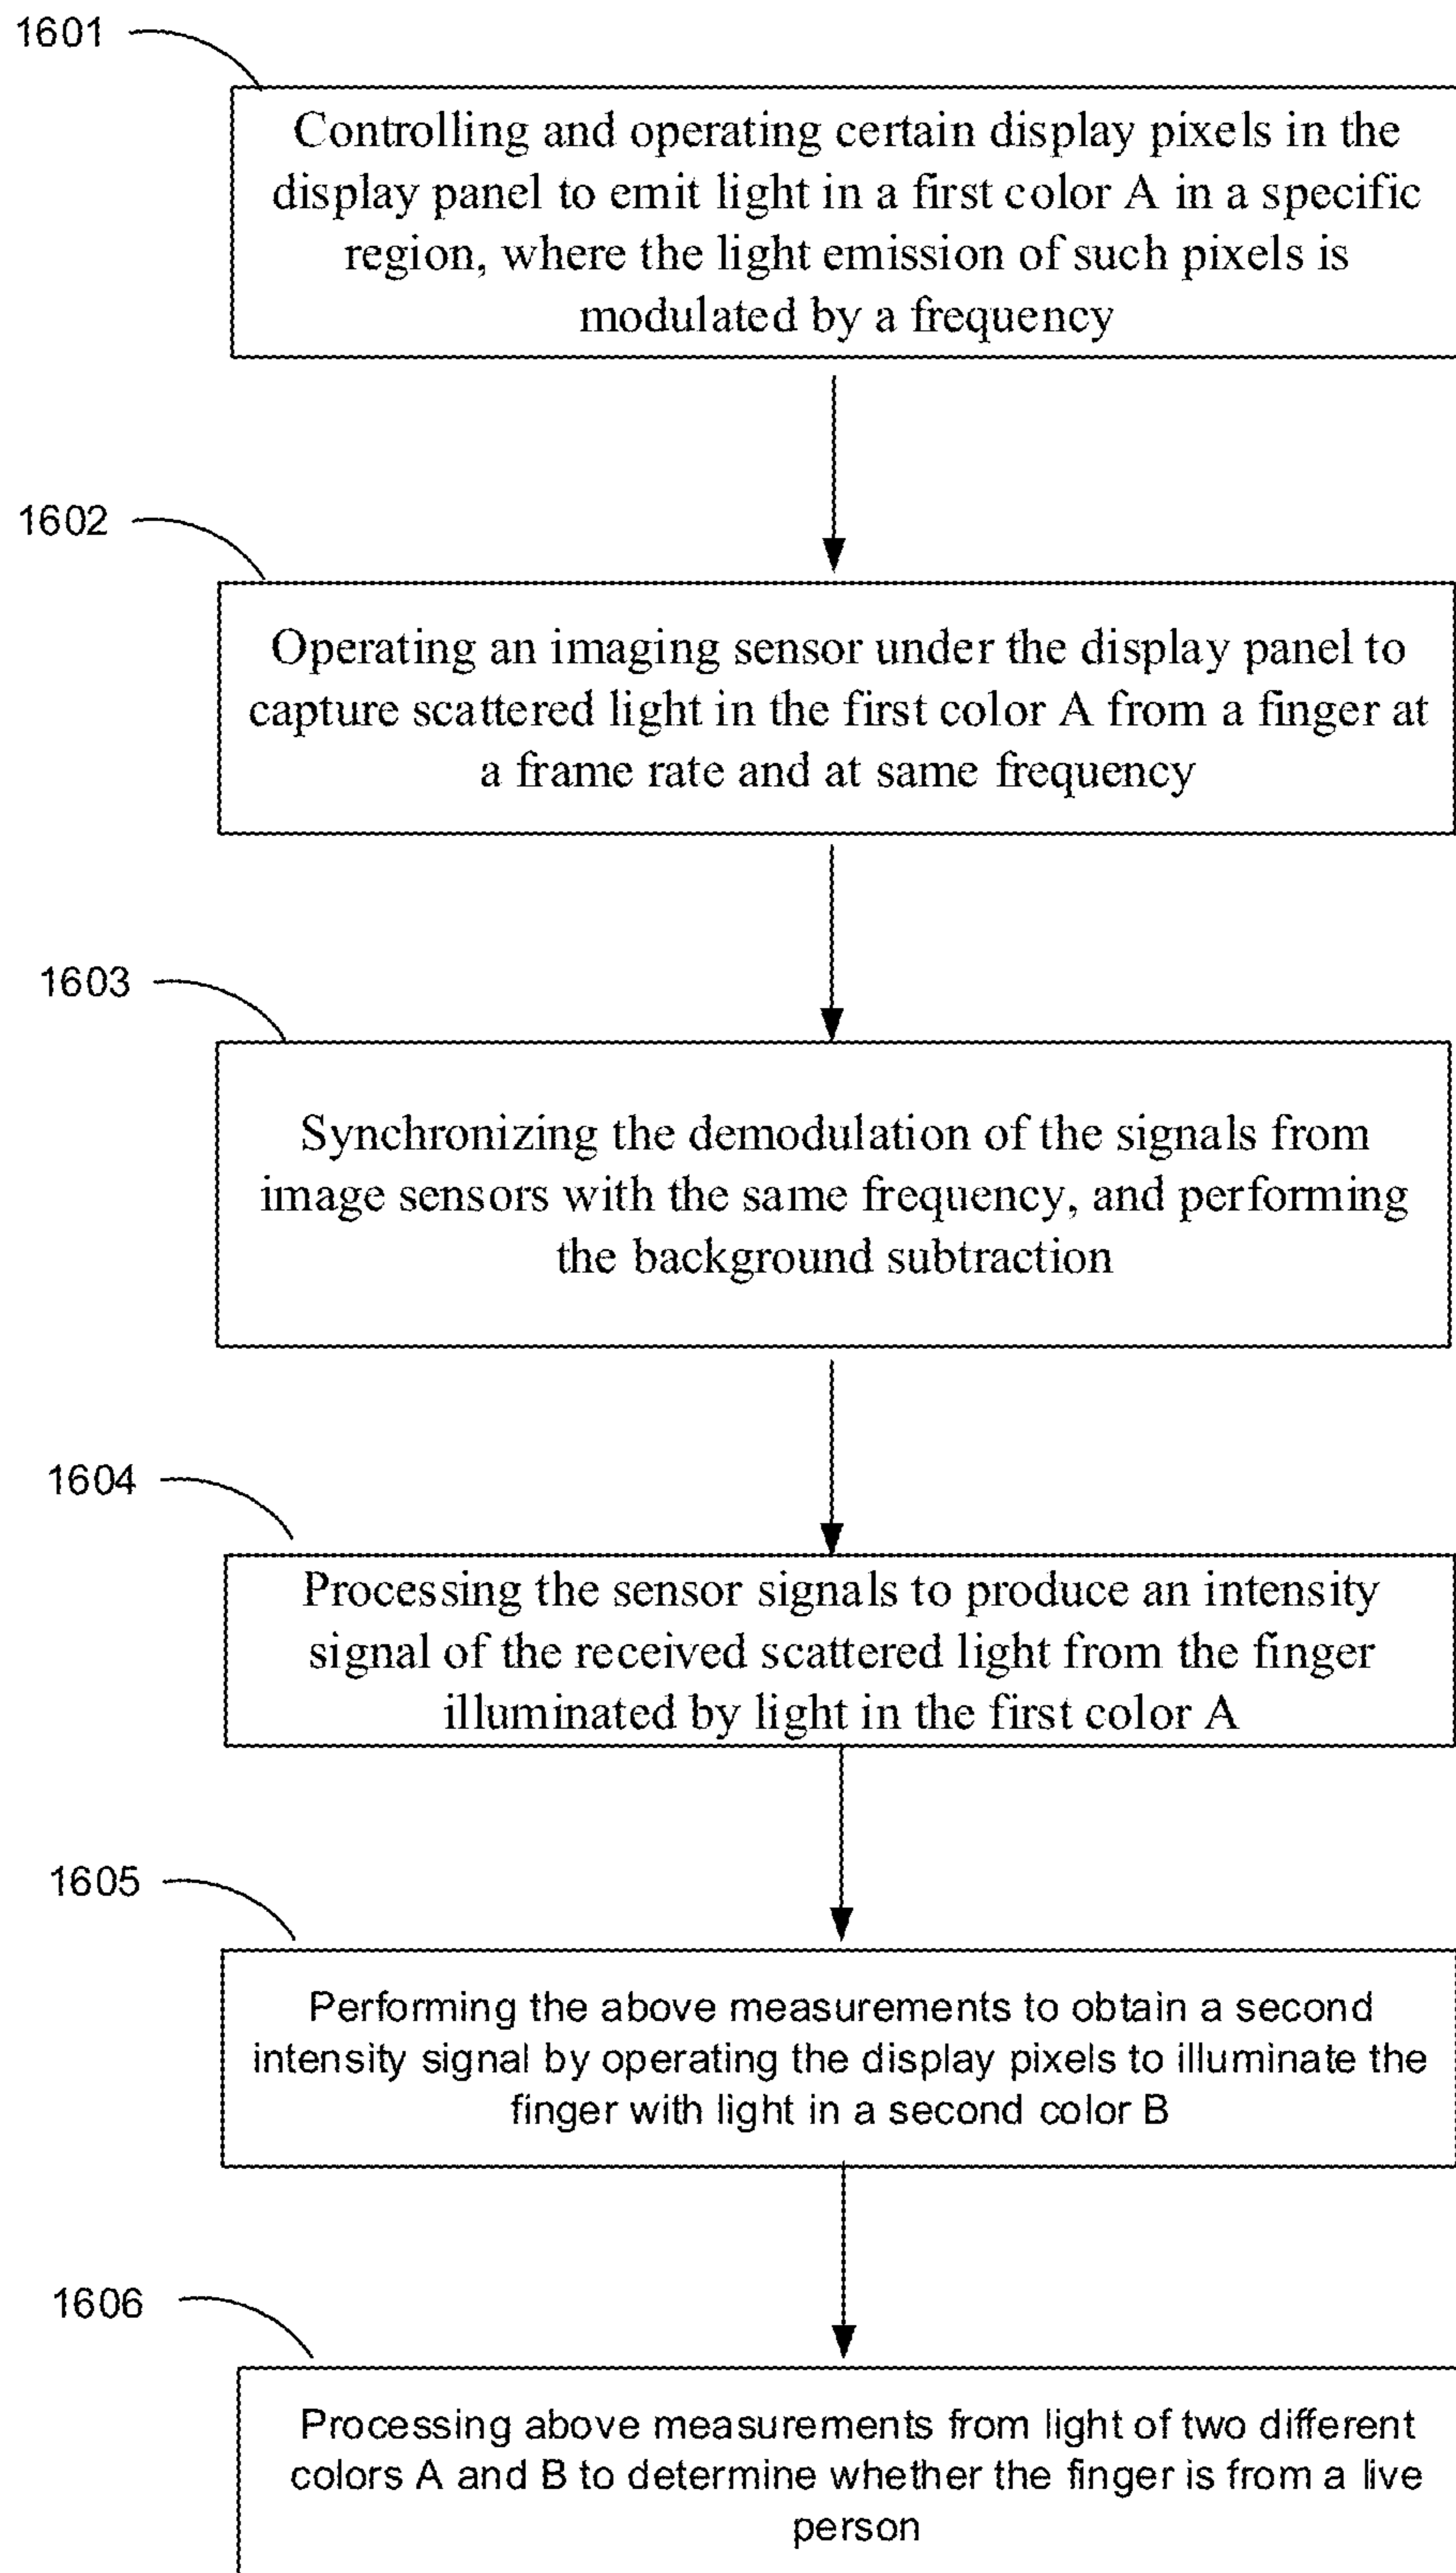 1601
Controlling and operating certain display pixels in the
display panel to emit light in a first color A in a specific
region, where the light emission of such pixels is
modulated by a frequency
1602
Operating an imaging sensor under the display panel to
capture scattered light in the first color A from a finger at
a frame rate and at same frequency
1603
Synchronizing the demodulation of the signals from
image sensors with the same frequency, and performing
the background subtraction
1604
Processing the sensor signals to produce an intensity
signal of the received scattered light from the finger
illuminated by light in the first color A
1605
Performing the above measurements to obtain a second
intensity signal by operating the display pixels to illuminate the
finger with light in a second color B
1606
Processing above measurements from light of two different
colors A and B to determine whether the finger is from a live
person